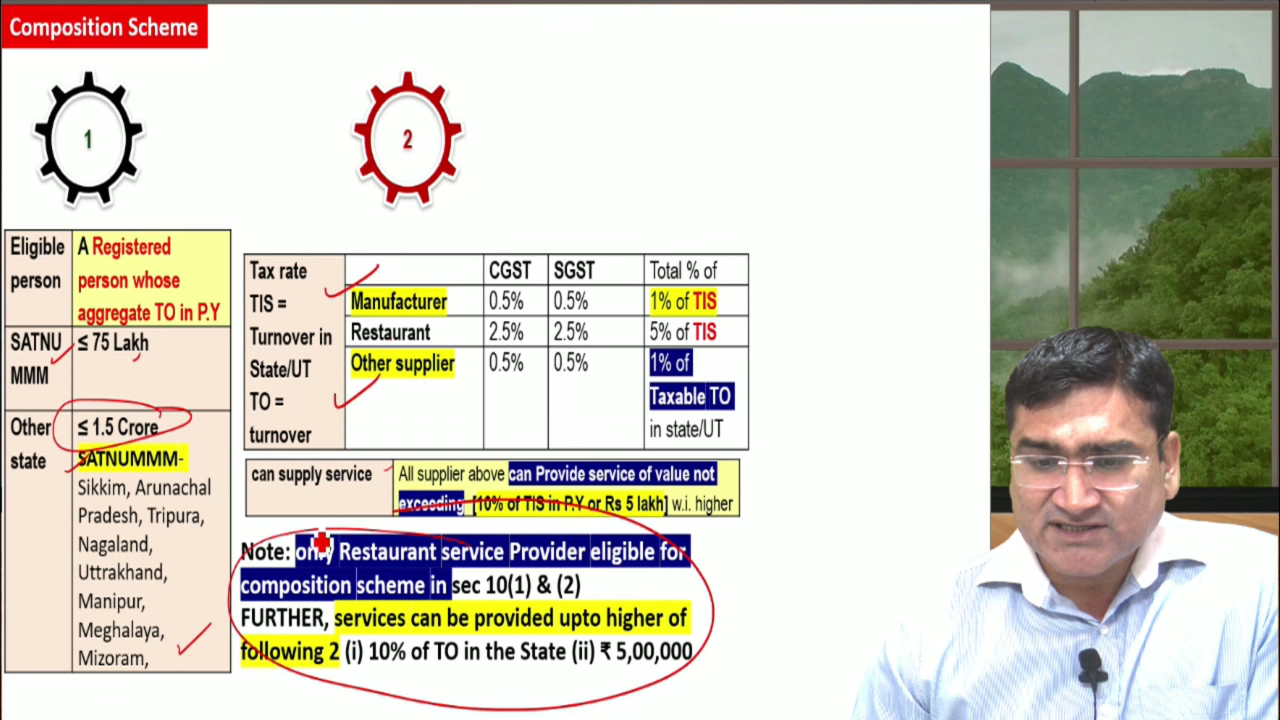 Composition Scheme
1
2
Eligible person
A Registered person whose aggregate TO in P.Y
SATNU MMM
≤ 75 Lakh
Other state
≤ 1.5 Crore
SATNUMMM-
Sikkim, Arunachal
Pradesh, Tripura,
Nagaland,
Uttrakhand,
Manipur,
Meghalaya,
Mizoram,
Tax rate
TIS =
Turnover in
State/UT
TO =
turnover
CGST SGST Total % of
Manufacturer 0.5% 0.5% 1% of TIS
Restaurant 2.5% 2.5% 5% of TIS
Other supplier 0.5% 0.5% 1% of
Taxable TO
in state/UT
can supply service
All supplier above can Provide service of value not
exceeding [10% of TIS in P.Y or Rs 5 lakh] w.i. higher
Note: only Restaurant service Provider eligible for
composition scheme in sec 10(1) & (2)
FURTHER, services can be provided upto higher of
following 2 (i) 10% of TO in the State (ii) ₹ 5,00,000